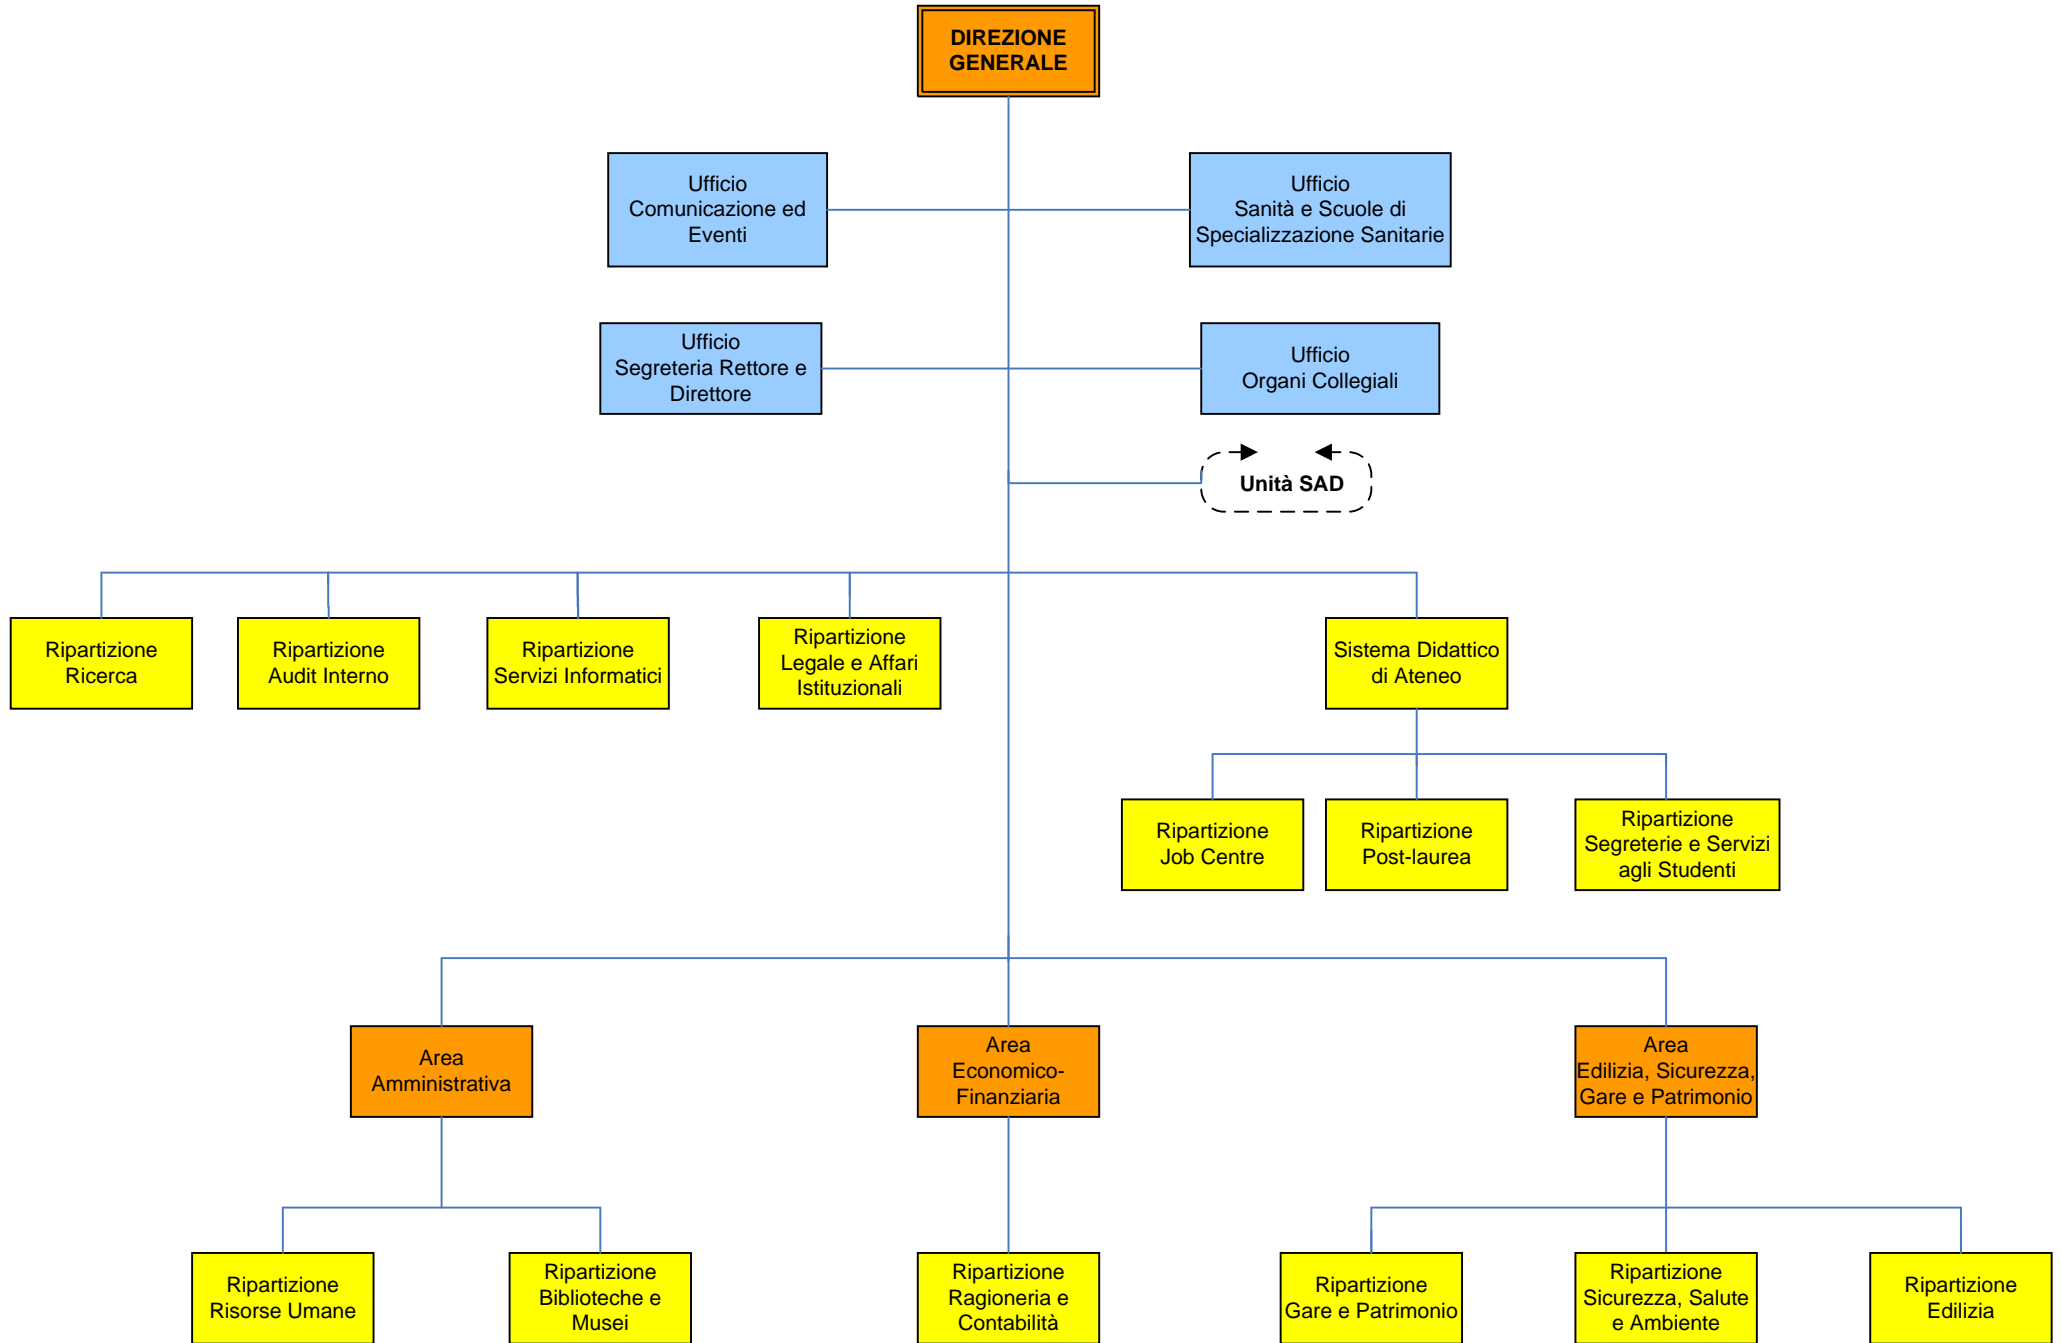 DIREZIONE
GENERALE
Ufficio
Comunicazione ed
Eventi
Ufficio
Sanità e Scuole di
Specializzazione Sanitarie
Ufficio
Segreteria Rettore e
Direttore
Ufficio
Organi Collegiali
Unità SAD
Ripartizione
Ricerca
Ripartizione
Audit Interno
Ripartizione
Servizi Informatici
Ripartizione
Legale e Affari
Istituzionali
Sistema Didattico
di Ateneo
Ripartizione
Job Centre
Ripartizione
Post-laurea
Ripartizione
Segreterie e Servizi
agli Studenti
Area
Amministrativa
Area
Economico-
Finanziaria
Area
Edilizia, Sicurezza,
Gare e Patrimonio
Ripartizione
Risorse Umane
Ripartizione
Biblioteche e
Musei
Ripartizione
Ragioneria e
Contabilità
Ripartizione
Gare e Patrimonio
Ripartizione
Sicurezza, Salute
e Ambiente
Ripartizione
Edilizia